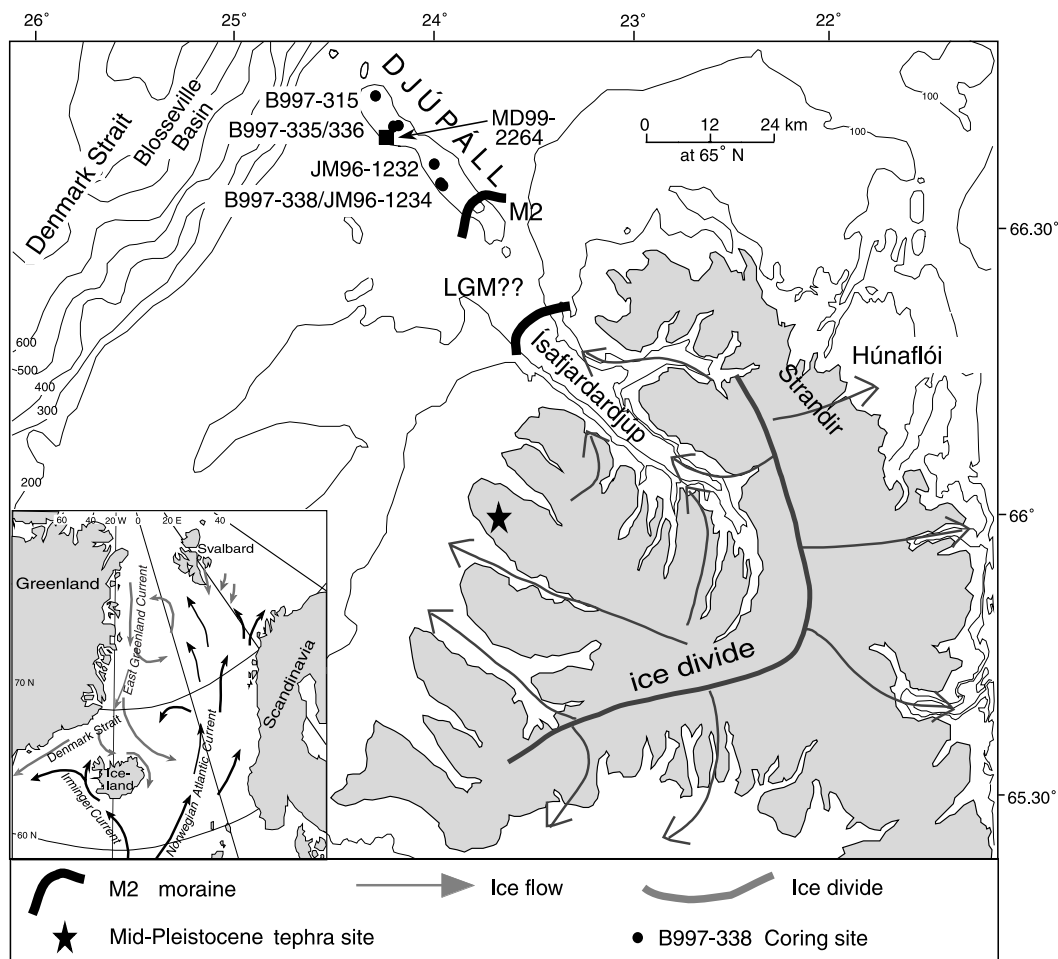 26°
25°
24°
23°
22°
DJÚPÁLL
Denmark Strait
Blosseville
Basin
B997-315
B997-335/336
MD99-
2264
JM96-1232
B997-338/JM96-1234
M2
0 12 24 km
at 65° N
100
100
66.30°
LGM??
Ísafjardardjúp
Húnaflói
Strandir
600
500
400
300
200
66°
ice divide
65.30°
60 40 20 W 0 20 E 40
Svalbard
Greenland
East Greenland Current
Scandinavia
70 N
Denmark Strait
Ice-
land
Irminger Current
Norwegian Atlantic Current
60 N
M2 moraine
Ice flow
Ice divide
Mid-Pleistocene tephra site
B997-338 Coring site